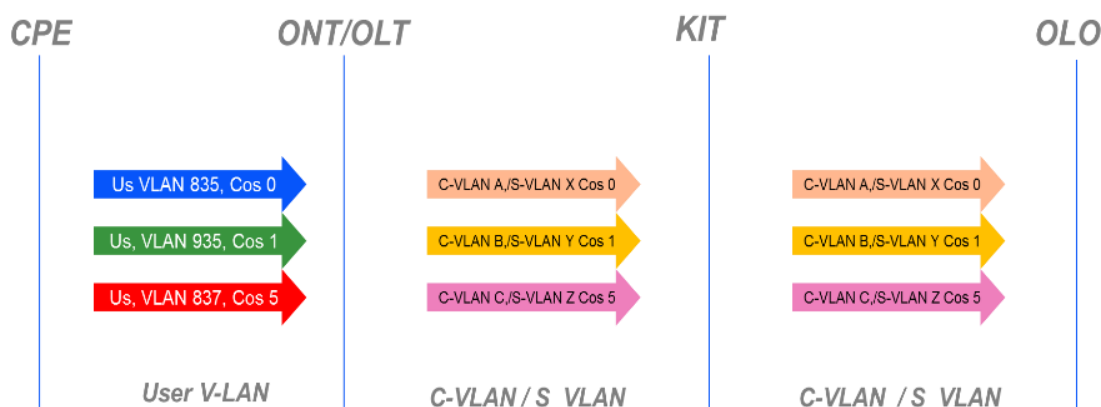 CPE ONT/OLT KIT OLO
Us VLAN 835, Cos 0 C-VLAN A,/S-VLAN X Cos 0 C-VLAN A,/S-VLAN X Cos 0
Us, VLAN 935, Cos 1 C-VLAN B,/S-VLAN Y Cos 1 C-VLAN B,/S-VLAN Y Cos 1
Us, VLAN 837, Cos 5 C-VLAN C,/S-VLAN Z Cos 5 C-VLAN C,/S-VLAN Z Cos 5
User V-LAN C-VLAN / S VLAN C-VLAN / S VLAN